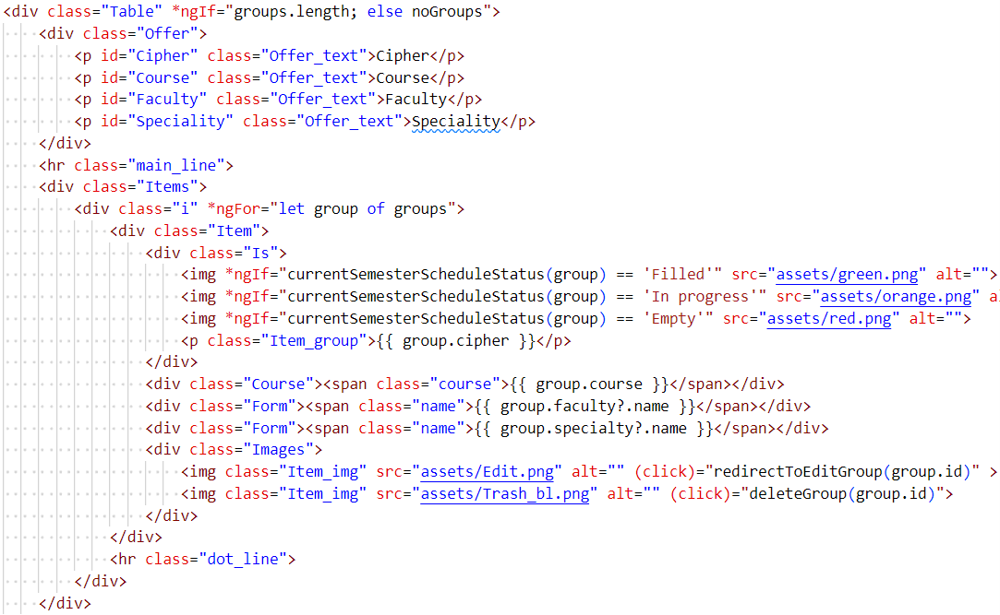 <div class="Table" *ngIf="groups.length; else noGroups">
    <div class="Offer">
        <p id="Cipher" class="Offer_text">Cipher</p>
        <p id="Course" class="Offer_text">Course</p>
        <p id="Faculty" class="Offer_text">Faculty</p>
        <p id="Speciality" class="Offer_text">Speciality</p>
    </div>
    <hr class="main_line">
    <div class="Items">
        <div class="i" *ngFor="let group of groups">
            <div class="Item">
                <div class="Is">
                    <img *ngIf="currentSemesterScheduleStatus(group) == 'Filled'" src="assets/green.png" alt="">
                    <img *ngIf="currentSemesterScheduleStatus(group) == 'In progress'" src="assets/orange.png" a
                    <img *ngIf="currentSemesterScheduleStatus(group) == 'Empty'" src="assets/red.png" alt="">
                    <p class="Item_group">{{ group.cipher }}</p>
                </div>
                <div class="Course"><span class="course">{{ group.course }}</span></div>
                <div class="Form"><span class="name">{{ group.faculty?.name }}</span></div>
                <div class="Form"><span class="name">{{ group.specialty?.name }}</span></div>
                <div class="Images">
                    <img class="Item_img" src="assets/Edit.png" alt="" (click)="redirectToEditGroup(group.id)" >
                    <img class="Item_img" src="assets/Trash_bl.png" alt="" (click)="deleteGroup(group.id)">
                </div>
            </div>
            <hr class="dot_line">
        </div>
    </div>